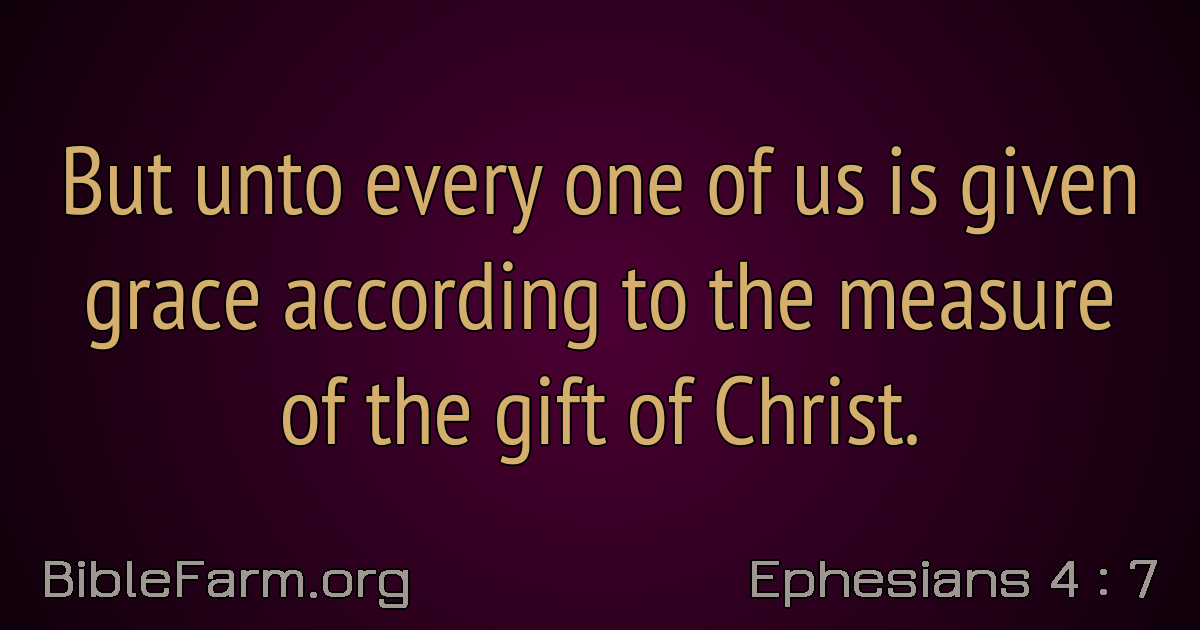 But unto every one of us is given
grace according to the measure
of the gift of Christ.
BibleFarm.org
Ephesians 4 : 7